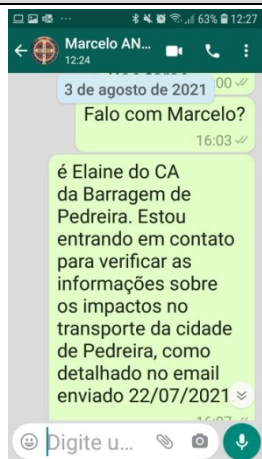 63% 12:27
Marcelo AN...
12:24
3 de agosto de 2021
Falo com Marcelo?
16:03
é Elaine do CA
da Barragem de
Pedreira. Estou
entrando em contato
para verificar as
informações sobre
os impactos no
transporte da cidade
de Pedreira, como
detalhado no email
enviado 22/07/2021
Digite u...